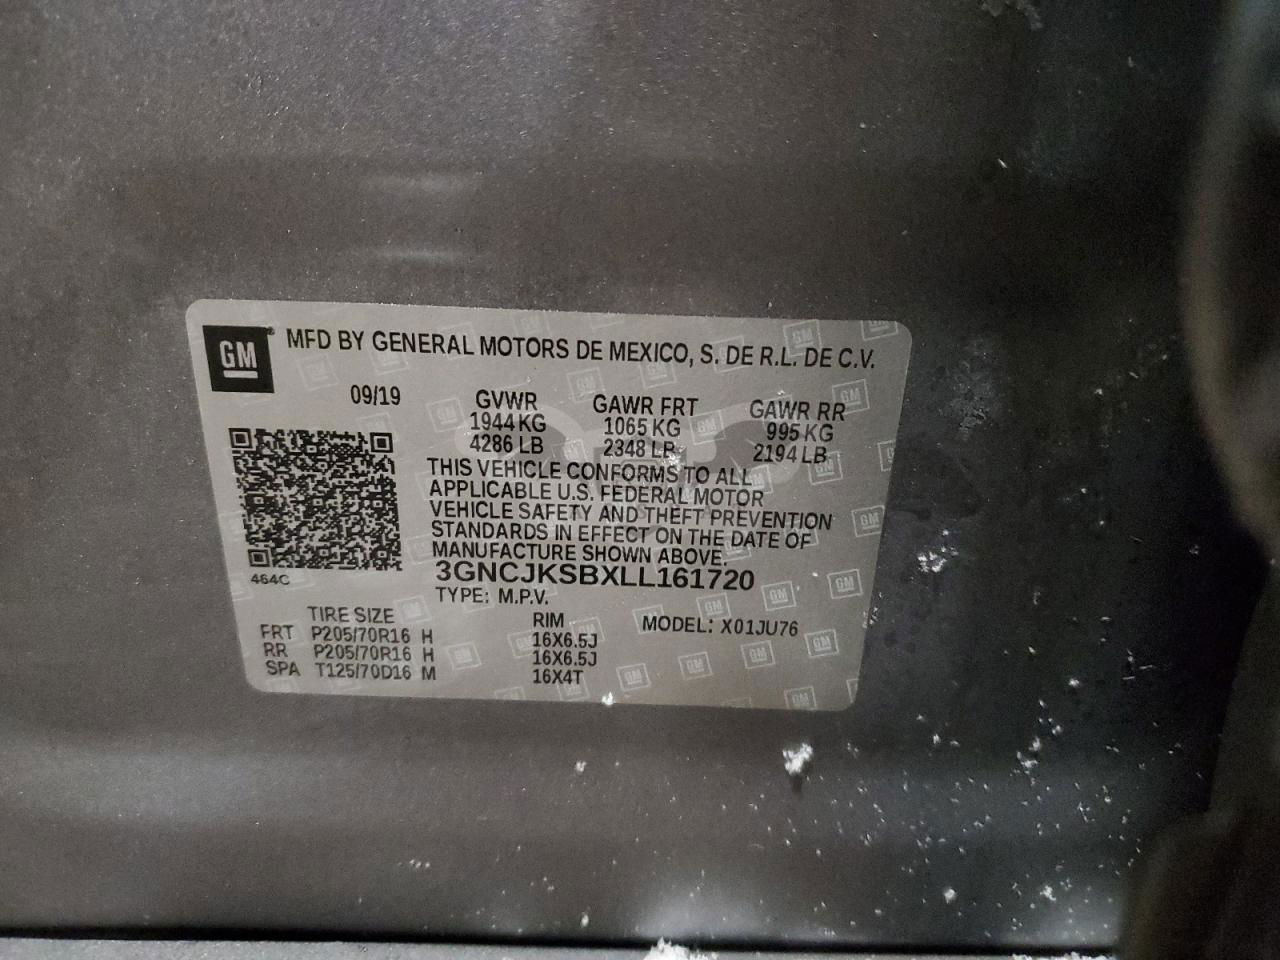 GM
MFD BY GENERAL MOTORS DE MEXICO, S. DE R.L. DE C.V.
09/19 GVWR GAWR FRT GAWR RR
1944 KG 1065 KG 995 KG
4286 LB 2348 LB 2194 LB
THIS VEHICLE CONFORMS TO ALL
APPLICABLE U.S. FEDERAL MOTOR
VEHICLE SAFETY AND THEFT PREVENTION
STANDARDS IN EFFECT ON THE DATE OF
MANUFACTURE SHOWN ABOVE.
464C
3GNCJKSBXLL161720
TYPE: M.P.V.
TIRE SIZE RIM MODEL: X01JU76
FRT P205/70R16 H 16X6.5J
RR P205/70R16 H 16X6.5J
SPA T125/70D16 M 16X4T